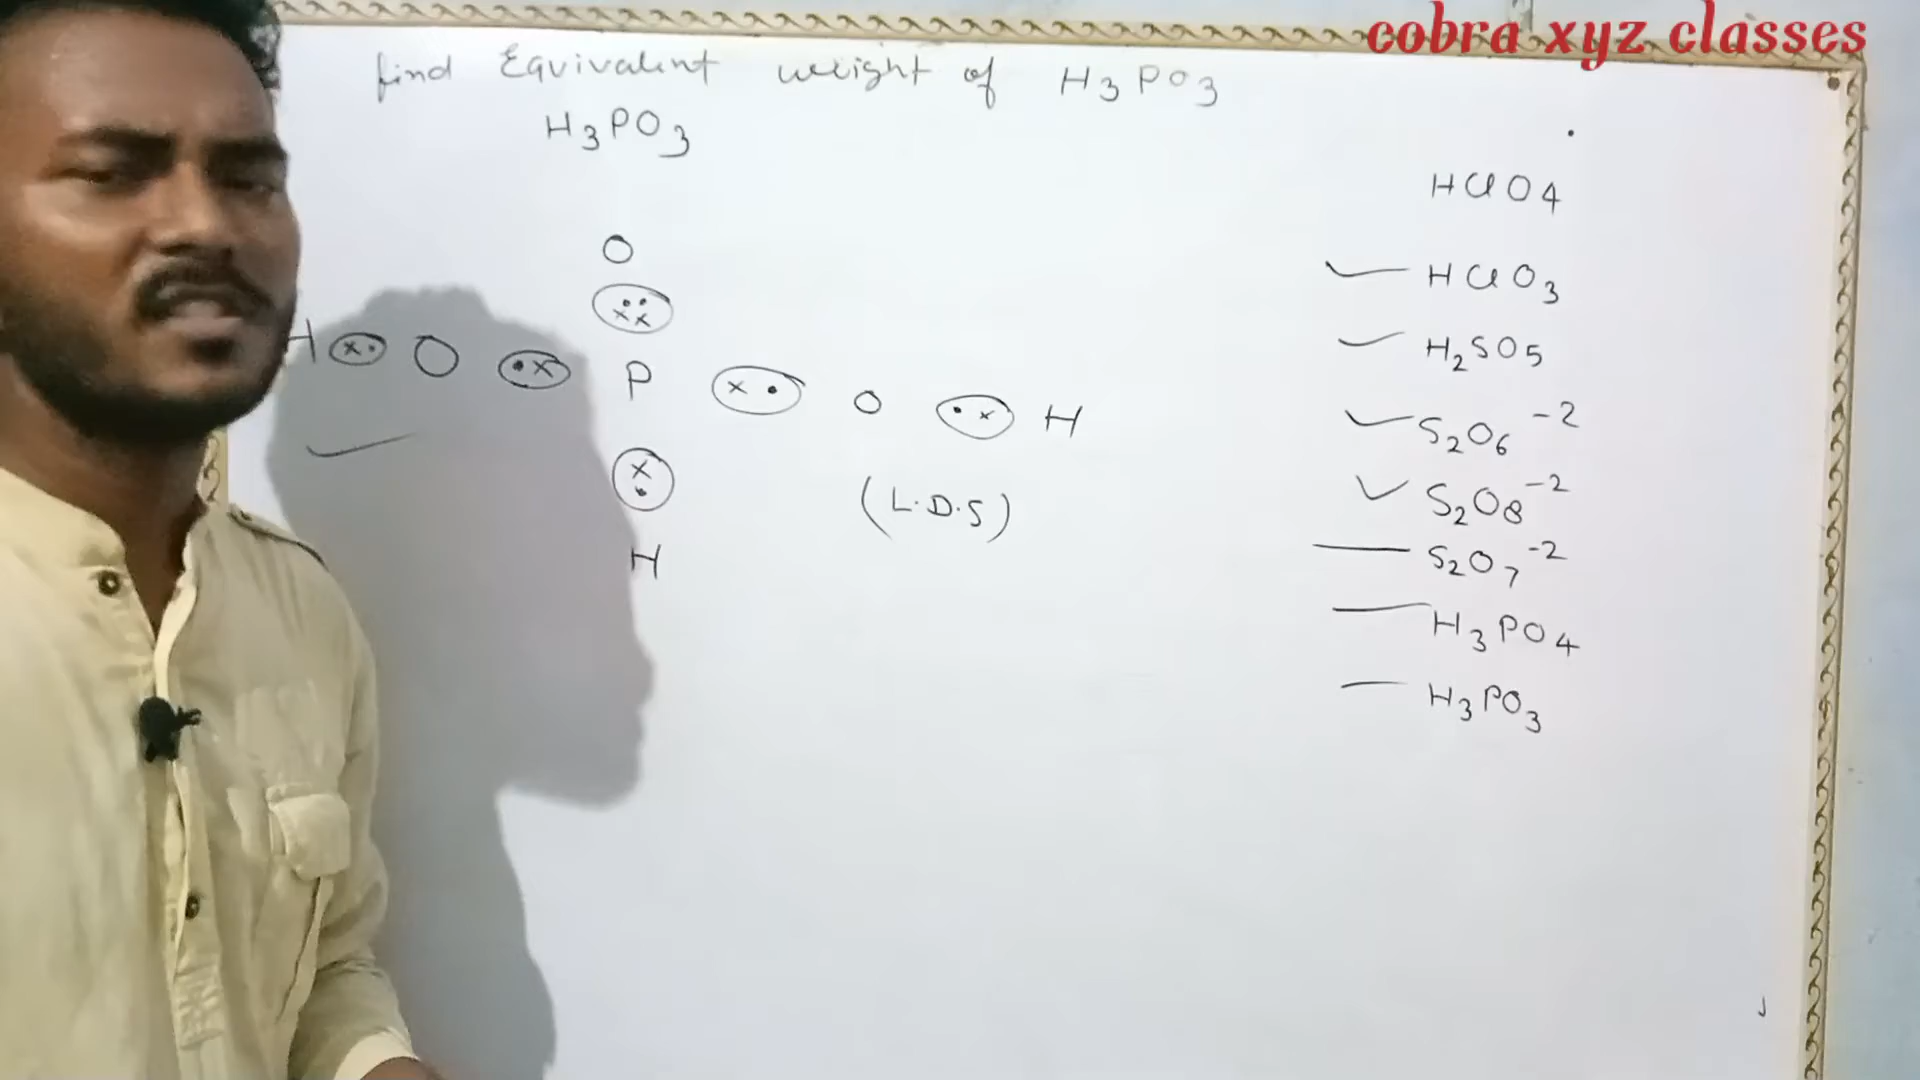 cobra xyz classes
find Equivalent weight of H3PO3
H3PO3
O
H O P O H
(L.D.S)
H
HClO4
HClO3
H2SO5
S2O6 -2
S2O8 -2
S2O7 -2
H3PO4
H3PO3